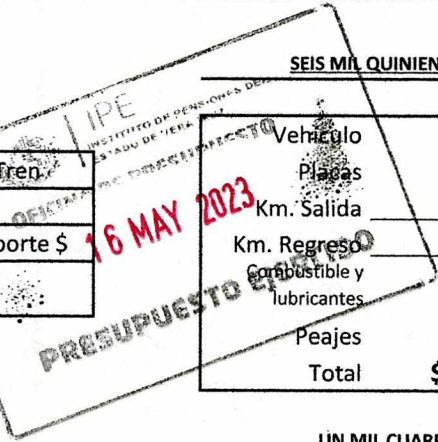 SEIS MIL QUINIEN
IPE
INSTITUTO DE PENSIONES DEL
ESTADO DE VERACRUZ
OFICINA DE PRESUPUESTO
16 MAY 2023
PRESUPUESTO EJERCIDO
Tren
porte $
Vehículo
Placas
Km. Salida
Km. Regreso
Combustible y
lubricantes
Peajes
Total $
UN MIL CUAR